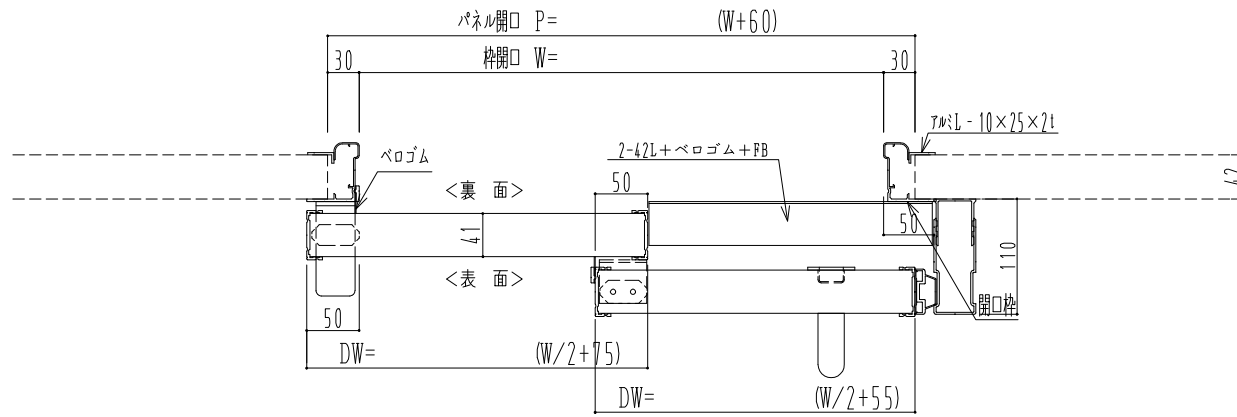 パネル開口 P= (W+60)
30 枠開口 W= 30
アルミL-10×25×2t
ベロゴム
2-42L+ベロゴム+FB
42
<裏 面>
50
50
41
110
<表 面>
開口枠
50
DW= (W/2+75)
DW= (W/2+55)